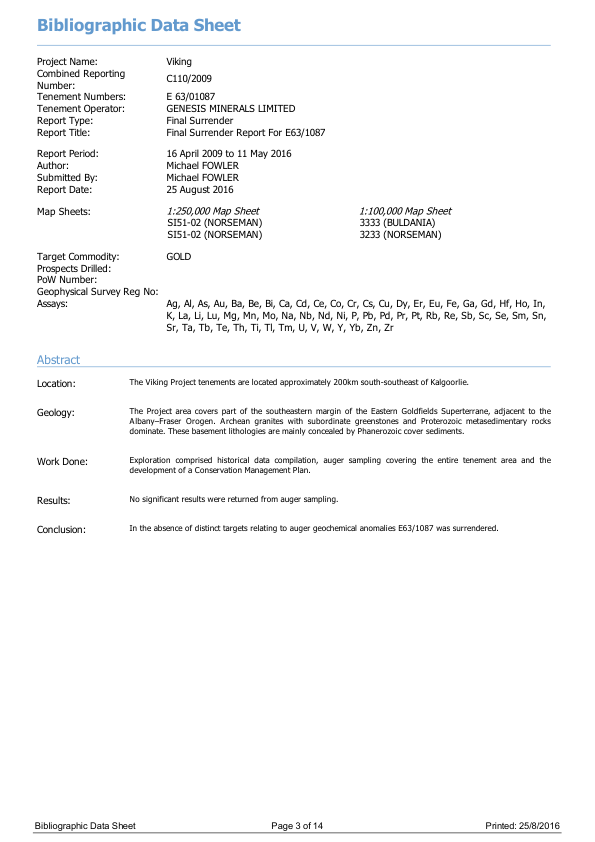 Bibliographic Data Sheet
Project Name: Viking
Combined Reporting Number: C110/2009
Tenement Numbers: E 63/01087
Tenement Operator: GENESIS MINERALS LIMITED
Report Type: Final Surrender
Report Title: Final Surrender Report For E63/1087
Report Period: 16 April 2009 to 11 May 2016
Author: Michael FOWLER
Submitted By: Michael FOWLER
Report Date: 25 August 2016
Map Sheets: 1:250,000 Map Sheet 1:100,000 Map Sheet
SI51-02 (NORSEMAN) 3333 (BULDANIA)
SI51-02 (NORSEMAN) 3233 (NORSEMAN)
Target Commodity: GOLD
Prospects Drilled:
PoW Number:
Geophysical Survey Reg No:
Assays: Ag, Al, As, Au, Ba, Be, Bi, Ca, Cd, Ce, Co, Cr, Cs, Cu, Dy, Er, Eu, Fe, Ga, Gd, Hf, Ho, In,
K, La, Li, Lu, Mg, Mn, Mo, Na, Nb, Nd, Ni, P, Pb, Pd, Pr, Pt, Rb, Re, Sb, Sc, Se, Sm, Sn,
Sr, Ta, Tb, Te, Th, Ti, Tl, Tm, U, V, W, Y, Yb, Zn, Zr
Abstract
Location: The Viking Project tenements are located approximately 200km south-southeast of Kalgoorlie.
Geology: The Project area covers part of the southeastern margin of the Eastern Goldfields Superterrane, adjacent to the
Albany–Fraser Orogen. Archean granites with subordinate greenstones and Proterozoic metasedimentary rocks
dominate. These basement lithologies are mainly concealed by Phanerozoic cover sediments.
Work Done: Exploration comprised historical data compilation, auger sampling covering the entire tenement area and the
development of a Conservation Management Plan.
Results: No significant results were returned from auger sampling.
Conclusion: In the absence of distinct targets relating to auger geochemical anomalies E63/1087 was surrendered.
Bibliographic Data Sheet Page 3 of 14 Printed: 25/8/2016